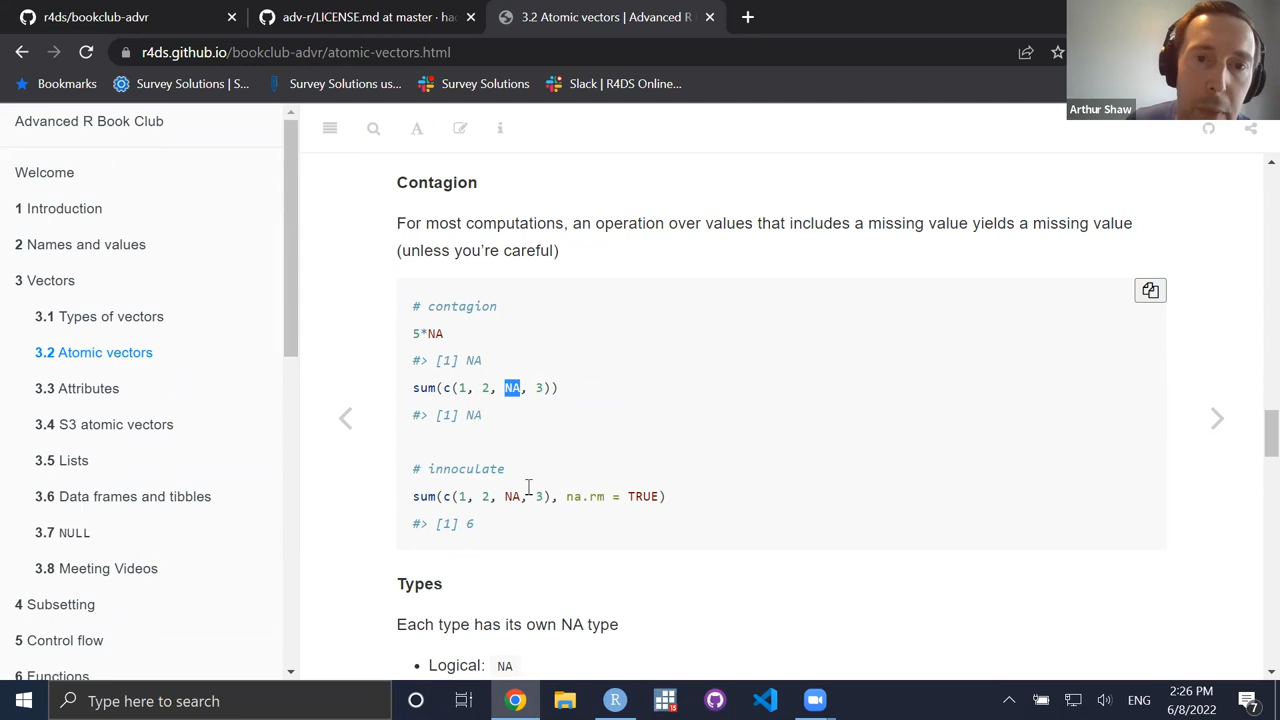 r4ds/bookclub-advr
adv-r/LICENSE.md at master · ha
3.2 Atomic vectors | Advanced R
r4ds.github.io/bookclub-advr/atomic-vectors.html
Bookmarks
Survey Solutions | S...
Survey Solutions us...
Survey Solutions
Slack | R4DS Onlin...
Arthur Shaw
Advanced R Book Club
Welcome
1 Introduction
2 Names and values
3 Vectors
3.1 Types of vectors
3.2 Atomic vectors
3.3 Attributes
3.4 S3 atomic vectors
3.5 Lists
3.6 Data frames and tibbles
3.7 NULL
3.8 Meeting Videos
4 Subsetting
5 Control flow
6 Functions
Contagion
For most computations, an operation over values that includes a missing value yields a missing value
(unless you're careful)
# contagion
5*NA
#> [1] NA
sum(c(1, 2, NA, 3))
#> [1] NA
# innoculate
sum(c(1, 2, NA, 3), na.rm = TRUE)
#> [1] 6
Types
Each type has its own NA type
• Logical: NA
Type here to search
15
ENG
2:26 PM
6/8/2022
7